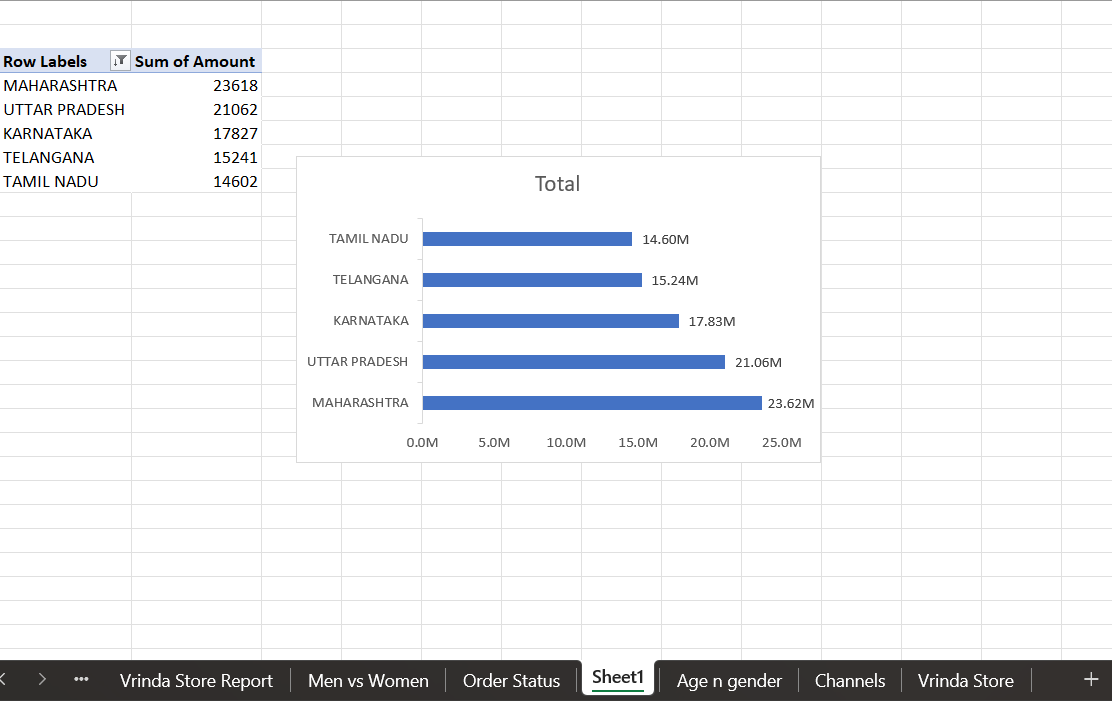 Row Labels Sum of Amount
MAHARASHTRA 23618
UTTAR PRADESH 21062
KARNATAKA 17827
TELANGANA 15241
TAMIL NADU 14602
Total
TAMIL NADU 14.60M
TELANGANA 15.24M
KARNATAKA 17.83M
UTTAR PRADESH 21.06M
MAHARASHTRA 23.62M
0.0M 5.0M 10.0M 15.0M 20.0M 25.0M
Vrinda Store Report Men vs Women Order Status Sheet1 Age n gender Channels Vrinda Store